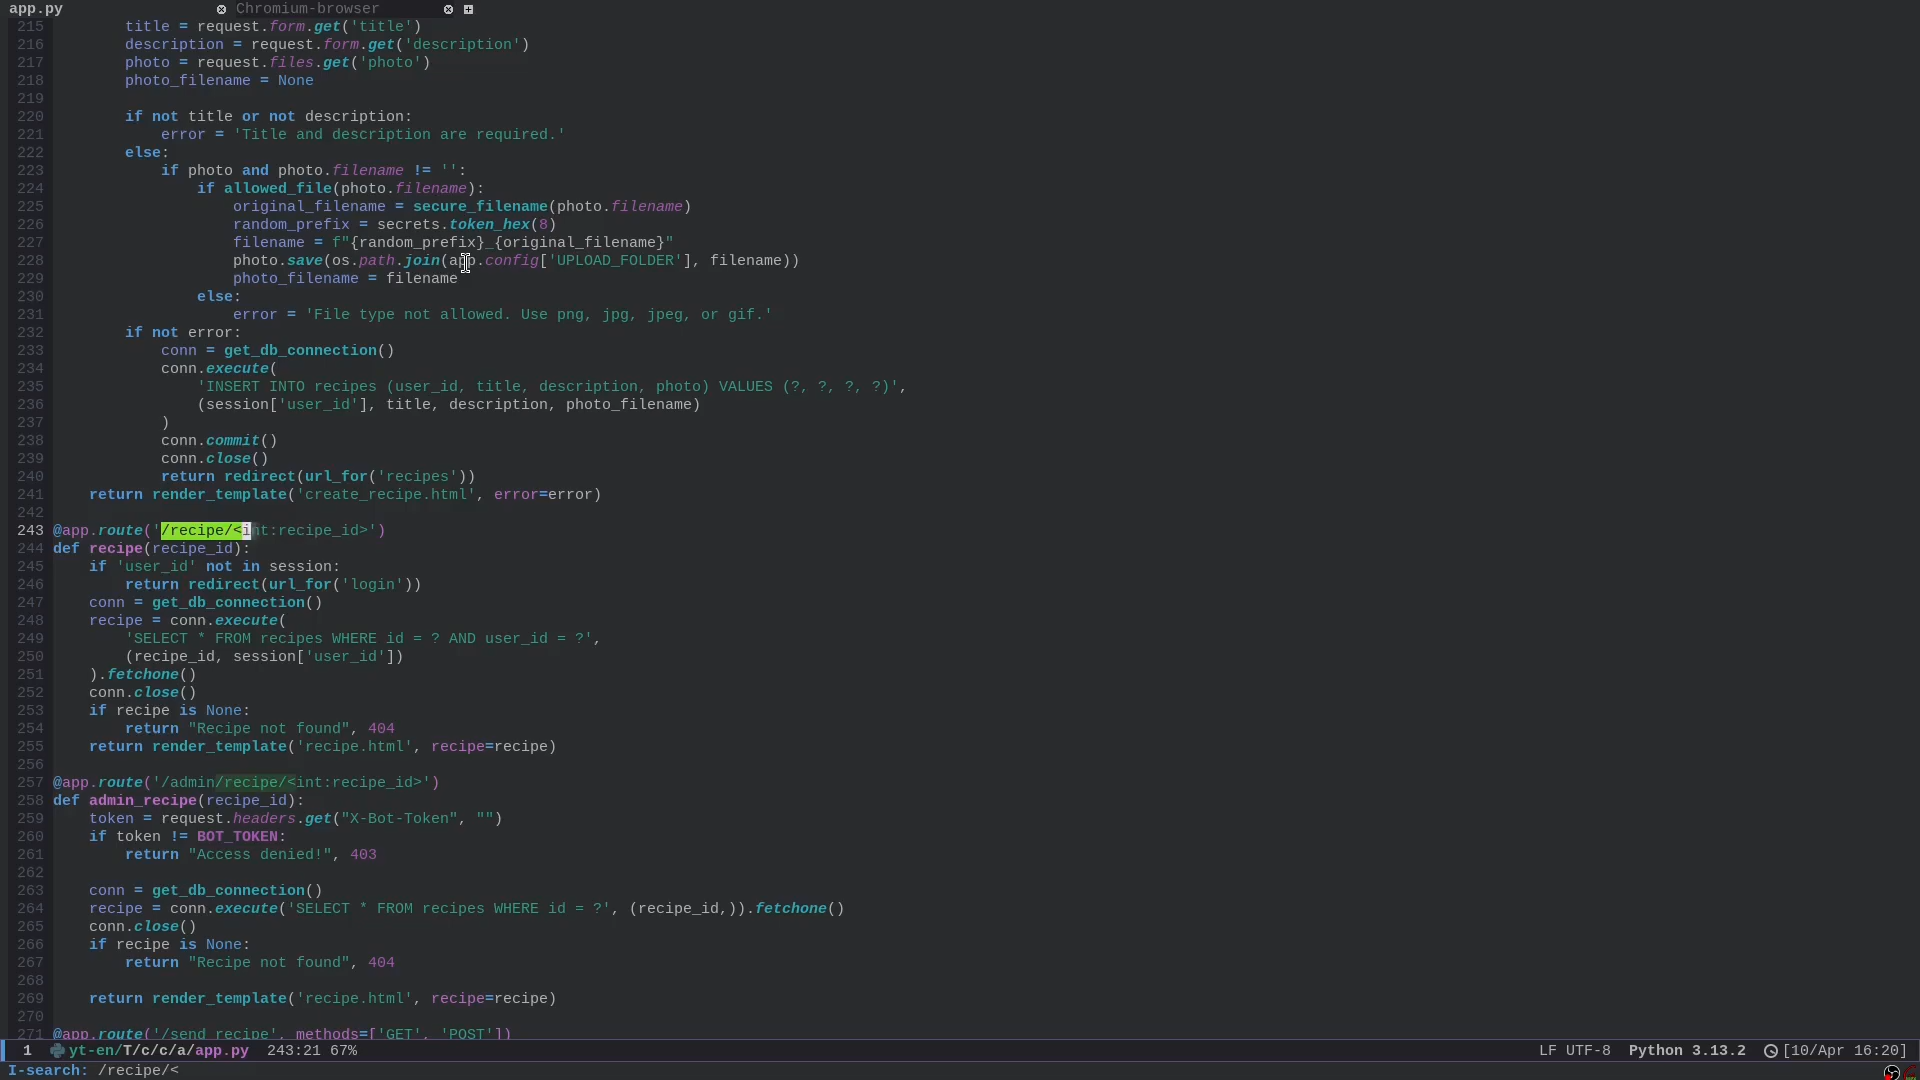 app.py Chromium-browser
215 title = request.form.get('title')
216 description = request.form.get('description')
217 photo = request.files.get('photo')
218 photo_filename = None
219
220 if not title or not description:
221 error = 'Title and description are required.'
222 else:
223 if photo and photo.filename != '':
224 if allowed_file(photo.filename):
225 original_filename = secure_filename(photo.filename)
226 random_prefix = secrets.token_hex(8)
227 filename = f"{random_prefix}_{original_filename}"
228 photo.save(os.path.join(app.config['UPLOAD_FOLDER'], filename))
229 photo_filename = filename
230 else:
231 error = 'File type not allowed. Use png, jpg, jpeg, or gif.'
232 if not error:
233 conn = get_db_connection()
234 conn.execute(
235 'INSERT INTO recipes (user_id, title, description, photo) VALUES (?, ?, ?, ?)',
236 (session['user_id'], title, description, photo_filename)
237 )
238 conn.commit()
239 conn.close()
240 return redirect(url_for('recipes'))
241 return render_template('create_recipe.html', error=error)
242
243 @app.route('/recipe/<int:recipe_id>')
244 def recipe(recipe_id):
245 if 'user_id' not in session:
246 return redirect(url_for('login'))
247 conn = get_db_connection()
248 recipe = conn.execute(
249 'SELECT * FROM recipes WHERE id = ? AND user_id = ?',
250 (recipe_id, session['user_id'])
251 ).fetchone()
252 conn.close()
253 if recipe is None:
254 return "Recipe not found", 404
255 return render_template('recipe.html', recipe=recipe)
256
257 @app.route('/admin/recipe/<int:recipe_id>')
258 def admin_recipe(recipe_id):
259 token = request.headers.get("X-Bot-Token", "")
260 if token != BOT_TOKEN:
261 return "Access denied!", 403
262
263 conn = get_db_connection()
264 recipe = conn.execute('SELECT * FROM recipes WHERE id = ?', (recipe_id,)).fetchone()
265 conn.close()
266 if recipe is None:
267 return "Recipe not found", 404
268
269 return render_template('recipe.html', recipe=recipe)
270
271 @app.route('/send_recipe', methods=['GET', 'POST'])
1 yt-en/T/c/c/a/app.py 243:21 67% LF UTF-8 Python 3.13.2 [10/Apr 16:20]
I-search: /recipe/<